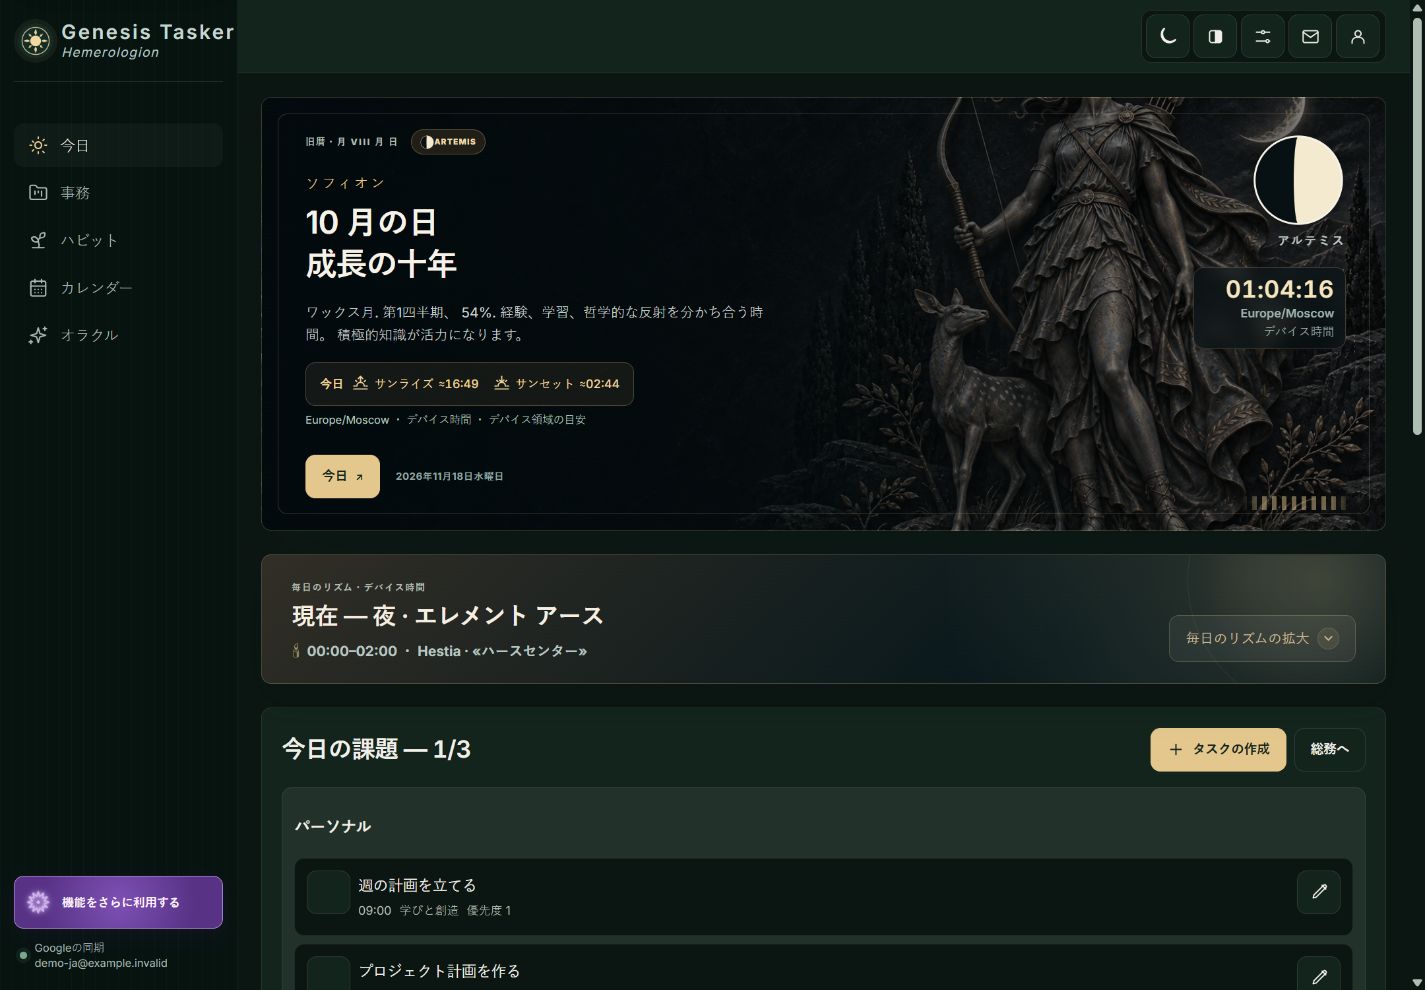 Genesis Tasker
Hemerologion
今日
事務
ハビット
カレンダー
オラクル
機能をさらに利用する
Googleの同期
demo-ja@example.invalid
旧暦・月 VIII 月 日
ARTEMIS
ソフィオン
10 月の日
成長の十年
ワックス月. 第1四半期、 54%. 経験、学習、哲学的な反射を分かち合う時
間。 積極的知識が活力になります。
今日 サンライズ ≈16:49 サンセット ≈02:44
Europe/Moscow ・ デバイス時間 ・ デバイス領域の目安
今日
2026年11月18日水曜日
アルテミス
01:04:16
Europe/Moscow
デバイス時間
毎日のリズム・デバイス時間
現在 — 夜 · エレメント アース
00:00–02:00 ・ Hestia · «ハースセンター»
毎日のリズムの拡大
今日の課題 — 1/3
タスクの作成
総務へ
パーソナル
週の計画を立てる
09:00 学びと創造 優先度 1
プロジェクト計画を作る